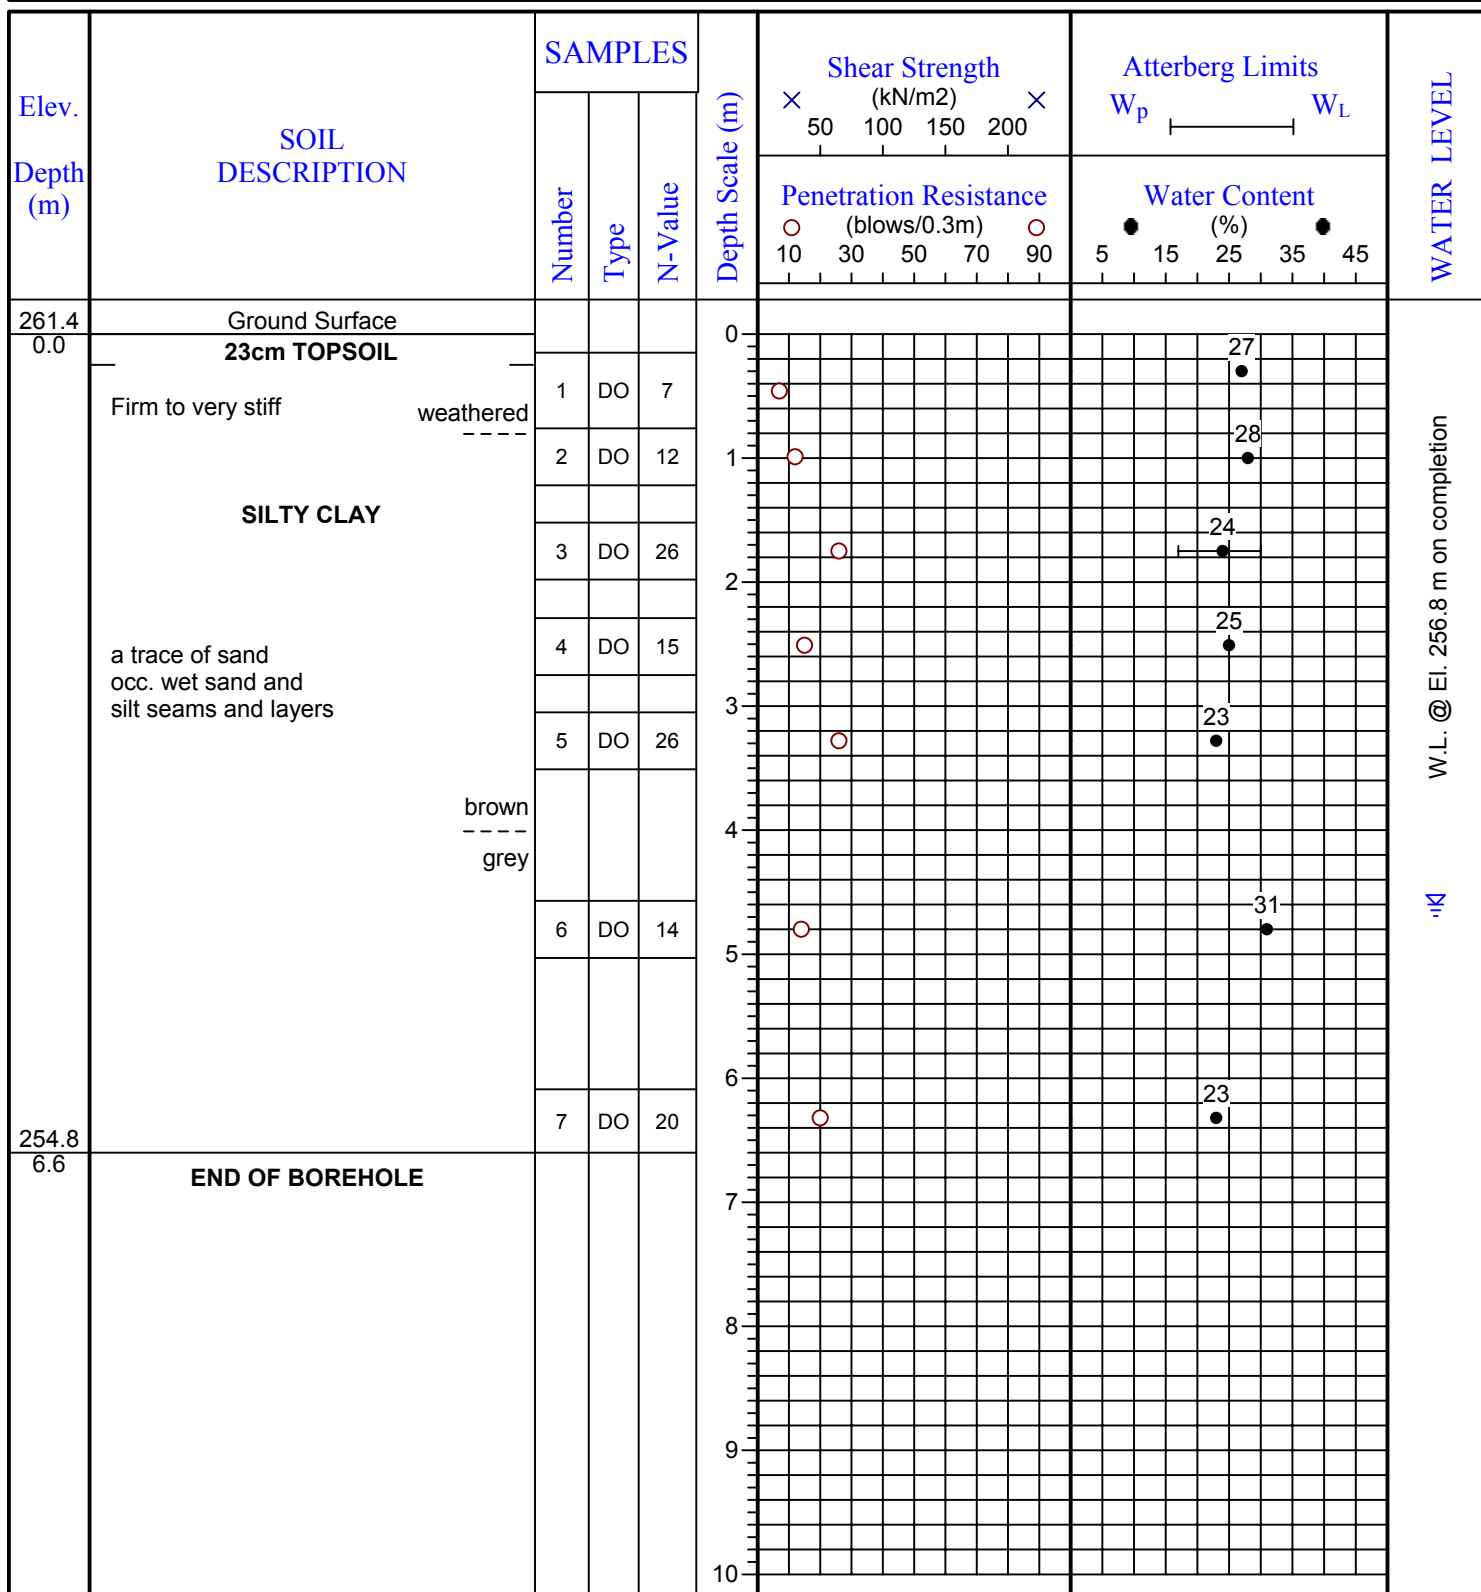 Elev.
Depth
(m)
SOIL
DESCRIPTION
SAMPLES
Number
Type
N-Value
Depth Scale (m)
Shear Strength
(kN/m2)
50 100 150 200
Penetration Resistance
(blows/0.3m)
10 30 50 70 90
Atterberg Limits
Wp WL
Water Content
(%)
5 15 25 35 45
WATER LEVEL
261.4 Ground Surface
0.0 23cm TOPSOIL
0
27
Firm to very stiff
weathered
1 DO 7
28
2 DO 12
1
SILTY CLAY
24
3 DO 26
2
25
4 DO 15
a trace of sand
occ. wet sand and
silt seams and layers
3
23
5 DO 26
brown
4
grey
31
6 DO 14
5
6
23
7 DO 20
254.8
6.6 END OF BOREHOLE
7
8
9
10
W.L. @ El. 256.8 m on completion